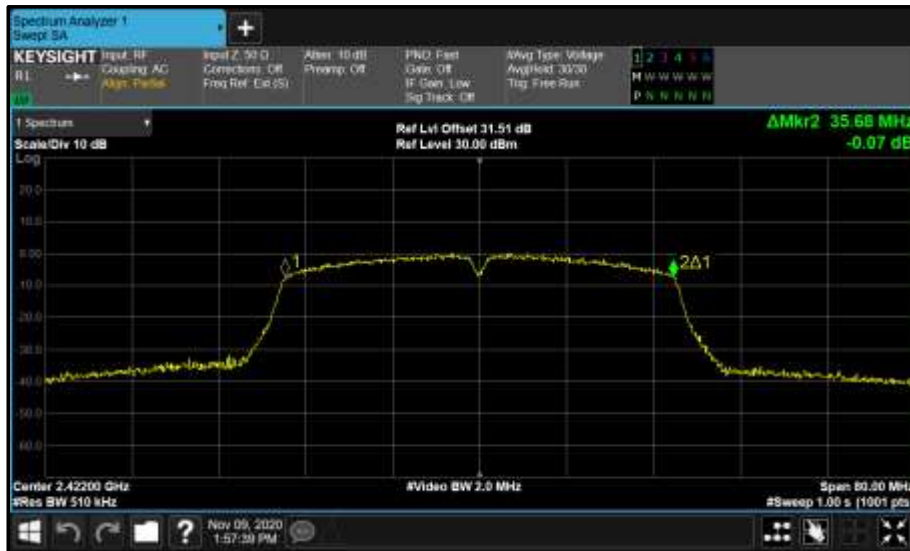 Spectrum Analyzer 1
Swept SA
+
KEYSIGHT
RL
Input: RF
Coupling: AC
Align: Partial
Input Z: 50 Ω
Corrections: Off
Freq Ref: Ext (S)
Atten: 10 dB
Preamp: Off
PNO: Fast
Gate: Off
IF Gain: Low
Sig Track: Off
Avg Type: Voltage
Avg|Hold: 30/30
Trig: Free Run
1 2 3 4 5 6
M W W W W W
P N N N N N
1 Spectrum
Scale/Div 10 dB
Log
Ref Lvl Offset 31.51 dB
Ref Level 30.00 dBm
ΔMkr2 35.68 MHz
-0.07 dB
20.0
10.0
0.00
-10.0
-20.0
-30.0
-40.0
-50.0
-60.0
1
2Δ1
Center 2.42200 GHz
#Res BW 510 kHz
#Video BW 2.0 MHz
Span 80.00 MHz
#Sweep 1.00 s (1001 pts
?
Nov 09, 2020
1:57:39 PM